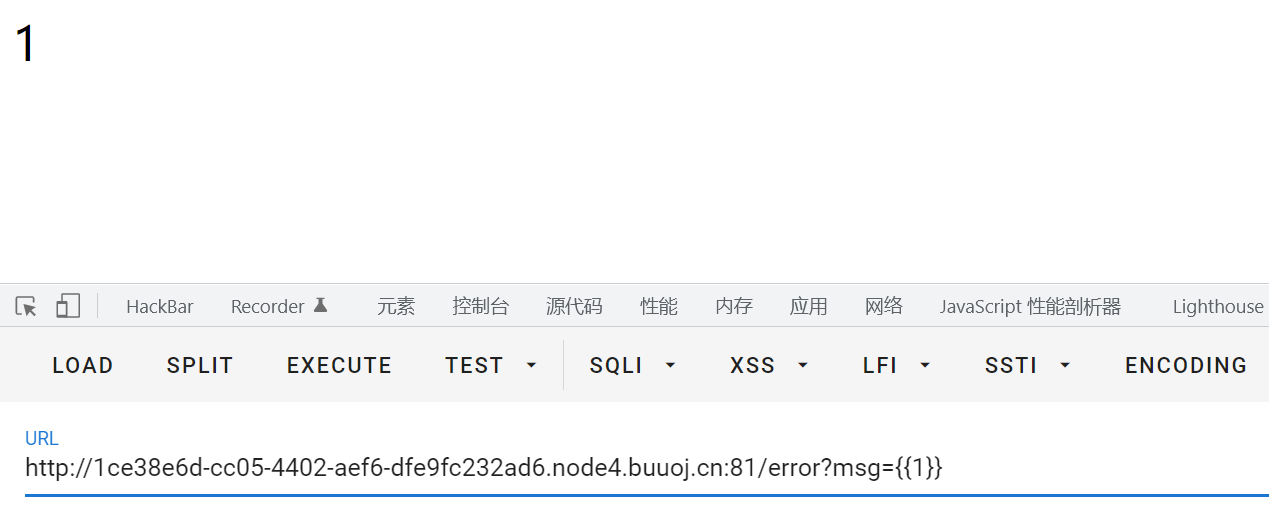 1
HackBar Recorder 元素 控制台 源代码 性能 内存 应用 网络 JavaScript 性能剖析器 Lighthouse
LOAD SPLIT EXECUTE TEST SQLI XSS LFI SSTI ENCODING
URL
http://1ce38e6d-cc05-4402-aef6-dfe9fc232ad6.node4.buuoj.cn:81/error?msg={{1}}